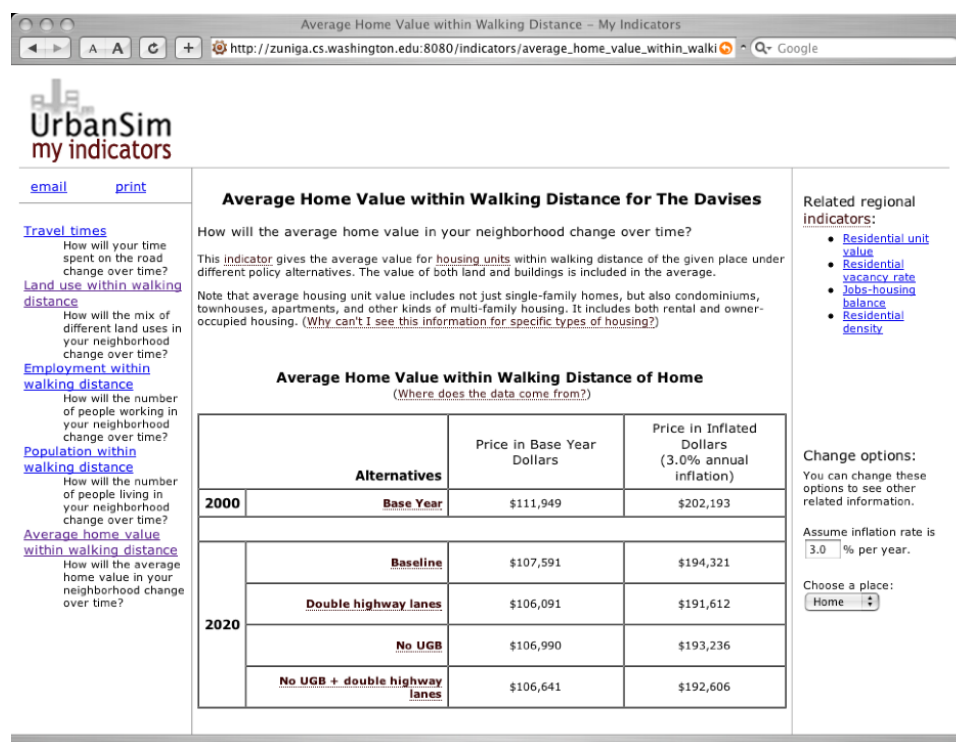 Average Home Value within Walking Distance – My Indicators
A A
http://zuniga.cs.washington.edu:8080/indicators/average_home_value_within_walki
Google
UrbanSim
my indicators
email print
Travel times
How will your time
spent on the road
change over time?
Land use within walking
distance
How will the mix of
different land uses in
your neighborhood
change over time?
Employment within
walking distance
How will the number
of people working in
your neighborhood
change over time?
Population within
walking distance
How will the number
of people living in
your neighborhood
change over time?
Average home value
within walking distance
How will the average
home value in your
neighborhood change
over time?
Average Home Value within Walking Distance for The Davises
How will the average home value in your neighborhood change over time?
This indicator gives the average value for housing units within walking distance of the given place under
different policy alternatives. The value of both land and buildings is included in the average.
Note that average housing unit value includes not just single-family homes, but also condominiums,
townhouses, apartments, and other kinds of multi-family housing. It includes both rental and owner-
occupied housing. (Why can't I see this information for specific types of housing?)
Average Home Value within Walking Distance of Home
(Where does the data come from?)
Alternatives
Price in Base Year
Dollars
Price in Inflated
Dollars
(3.0% annual
inflation)
2000 Base Year $111,949 $202,193
2020
Baseline $107,591 $194,321
Double highway lanes $106,091 $191,612
No UGB $106,990 $193,236
No UGB + double highway
lanes $106,641 $192,606
Related regional
indicators:
Residential unit
value
Residential
vacancy rate
Jobs-housing
balance
Residential
density
Change options:
You can change these
options to see other
related information.
Assume inflation rate is
3.0 % per year.
Choose a place:
Home